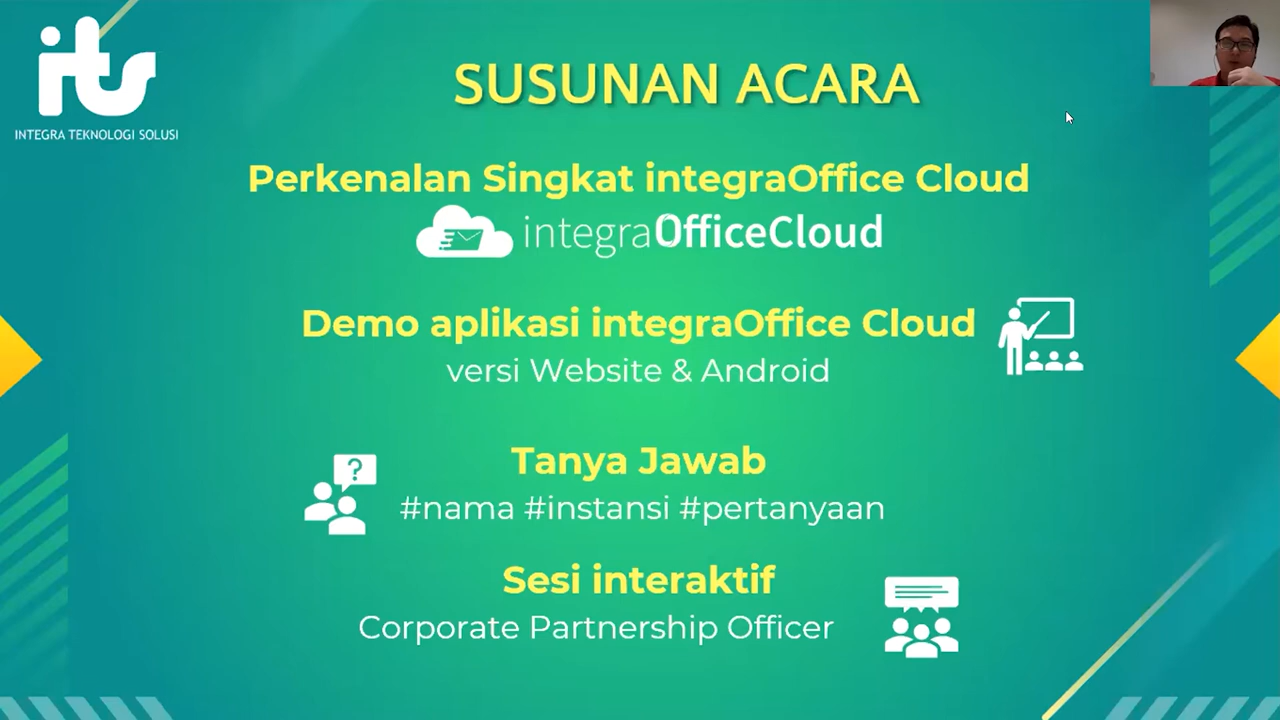 its
INTEGRA TEKNOLOGI SOLUSI
SUSUNAN ACARA
Perkenalan Singkat integraOffice Cloud
integraOfficeCloud
Demo aplikasi integraOffice Cloud
versi Website & Android
Tanya Jawab
?
#nama #instansi #pertanyaan
Sesi interaktif
Corporate Partnership Officer